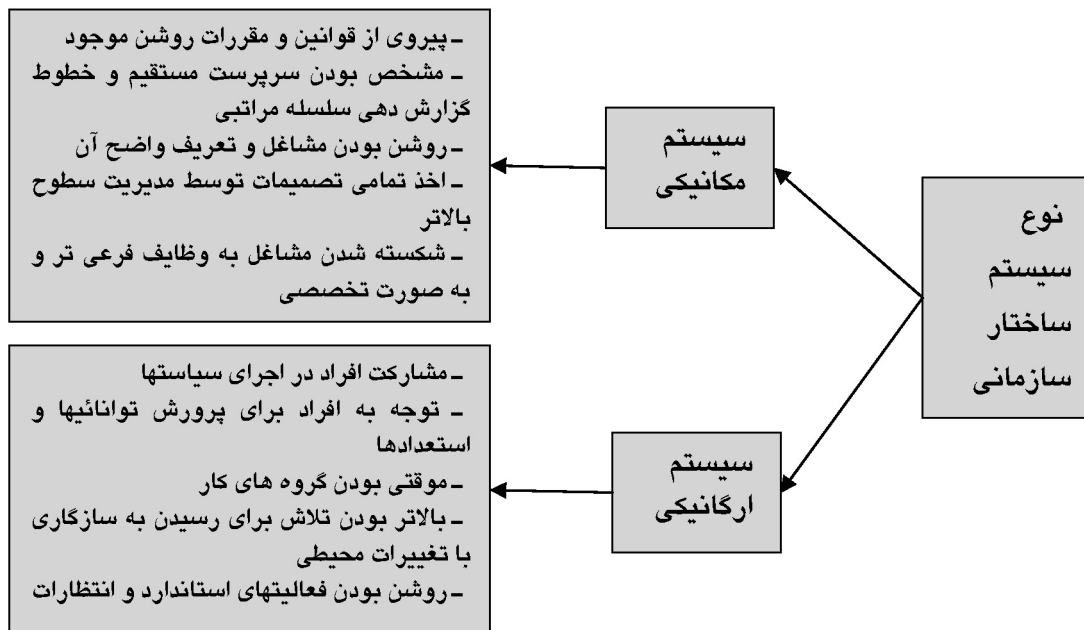 نوع
سیستم
ساختار
سازمانی
سیستم
مکانیکی
ـ پیروی از قوانین و مقررات روشن موجود
ـ مشخص بودن سرپرست مستقیم و خطوط
گزارش دهی سلسله مراتبی
ـ روشن بودن مشاغل و تعریف واضح آن
ـ اخذ تمامی تصمیمات توسط مدیریت سطوح
بالاتر
ـ شکسته شدن مشاغل به وظایف فرعی تر و
به صورت تخصصی
سیستم
ارگانیکی
ـ مشارکت افراد در اجرای سیاستها
ـ توجه به افراد برای پرورش توانائیها و
استعدادها
ـ موقتی بودن گروه های کار
ـ بالاتر بودن تلاش برای رسیدن به سازگاری
با تغییرات محیطی
ـ روشن بودن فعالیتهای استاندارد و انتظارات